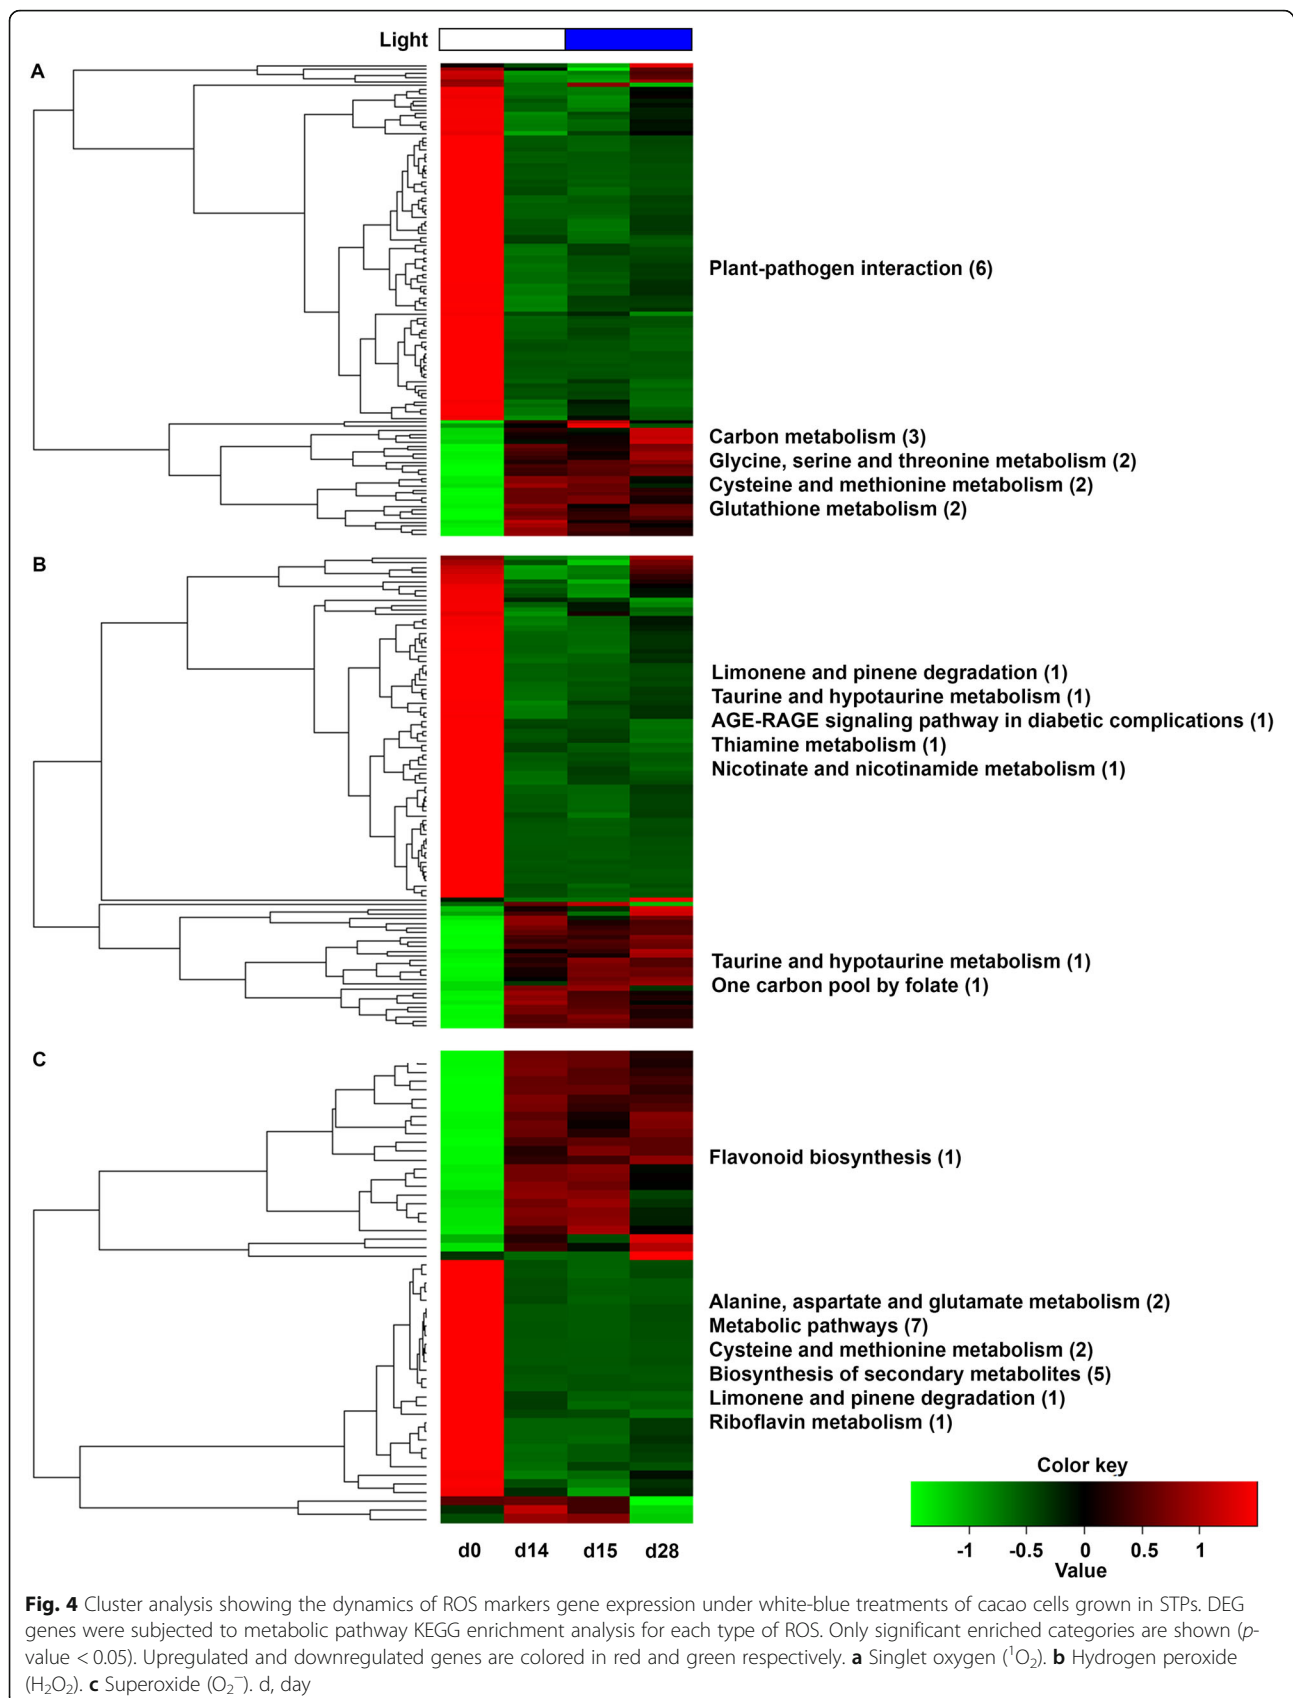 Light
A
Plant-pathogen interaction (6)
Carbon metabolism (3)
Glycine, serine and threonine metabolism (2)
Cysteine and methionine metabolism (2)
Glutathione metabolism (2)
B
Limonene and pinene degradation (1)
Taurine and hypotaurine metabolism (1)
AGE-RAGE signaling pathway in diabetic complications (1)
Thiamine metabolism (1)
Nicotinate and nicotinamide metabolism (1)
Taurine and hypotaurine metabolism (1)
One carbon pool by folate (1)
C
Flavonoid biosynthesis (1)
Alanine, aspartate and glutamate metabolism (2)
Metabolic pathways (7)
Cysteine and methionine metabolism (2)
Biosynthesis of secondary metabolites (5)
Limonene and pinene degradation (1)
Riboflavin metabolism (1)
Color key
-1 -0.5 0 0.5 1
Value
d0 d14 d15 d28
Fig. 4 Cluster analysis showing the dynamics of ROS markers gene expression under white-blue treatments of cacao cells grown in STPs. DEG
genes were subjected to metabolic pathway KEGG enrichment analysis for each type of ROS. Only significant enriched categories are shown (p-
value < 0.05). Upregulated and downregulated genes are colored in red and green respectively. a Singlet oxygen (¹O₂). b Hydrogen peroxide
(H₂O₂). c Superoxide (O₂⁻). d, day